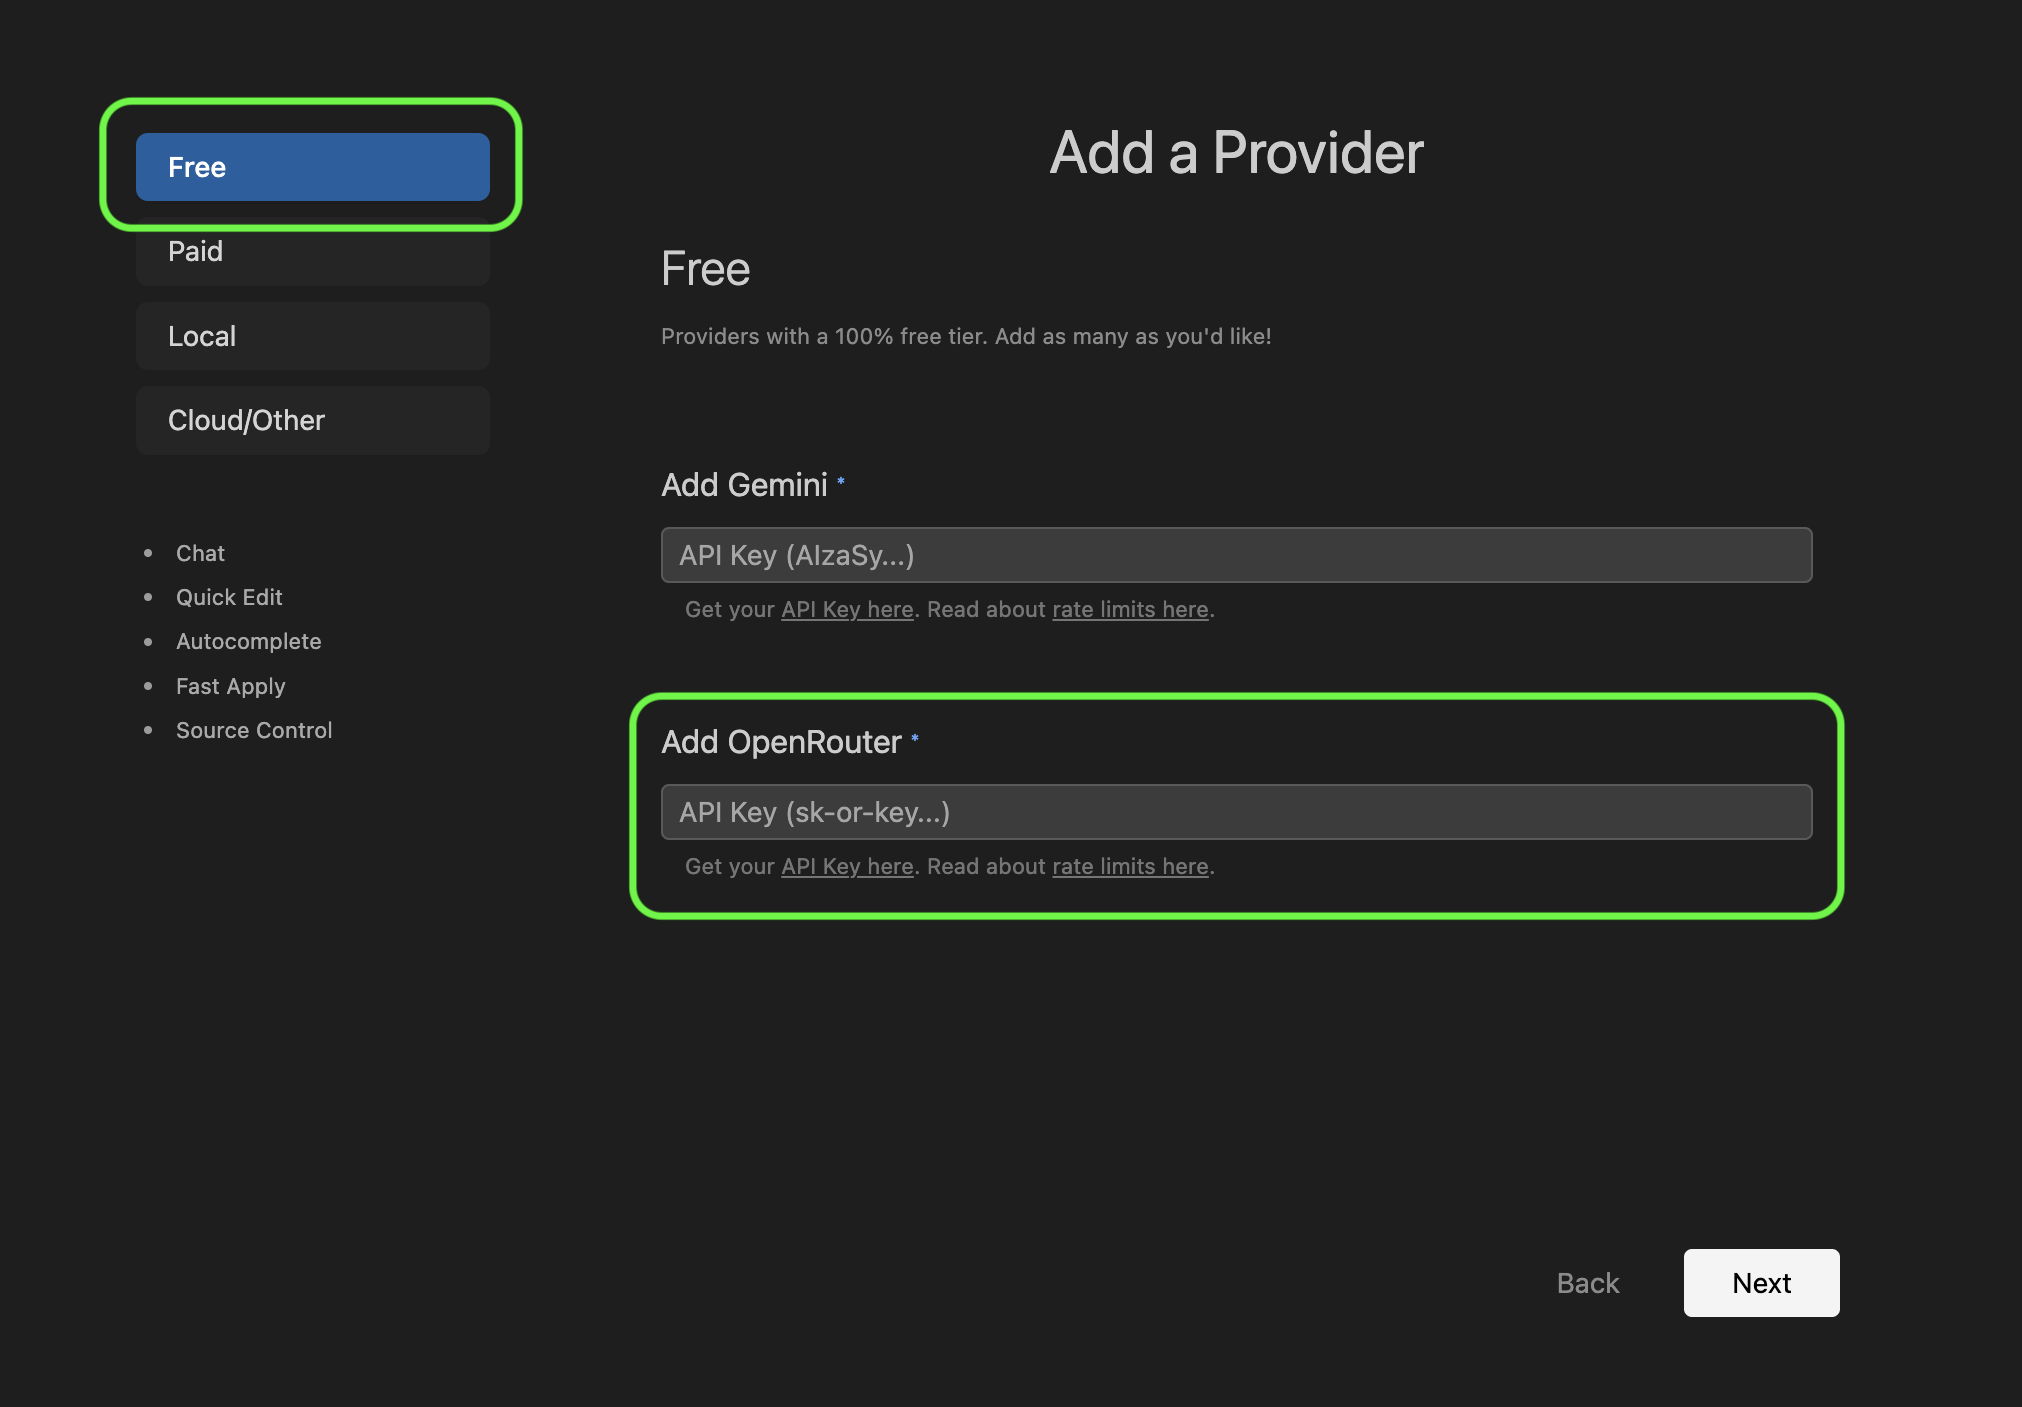 Free
Paid
Local
Cloud/Other
Chat
Quick Edit
Autocomplete
Fast Apply
Source Control
Add a Provider
Free
Providers with a 100% free tier. Add as many as you'd like!
Add Gemini *
API Key (AIzaSy...)
Get your API Key here. Read about rate limits here.
Add OpenRouter *
API Key (sk-or-key...)
Get your API Key here. Read about rate limits here.
Back
Next